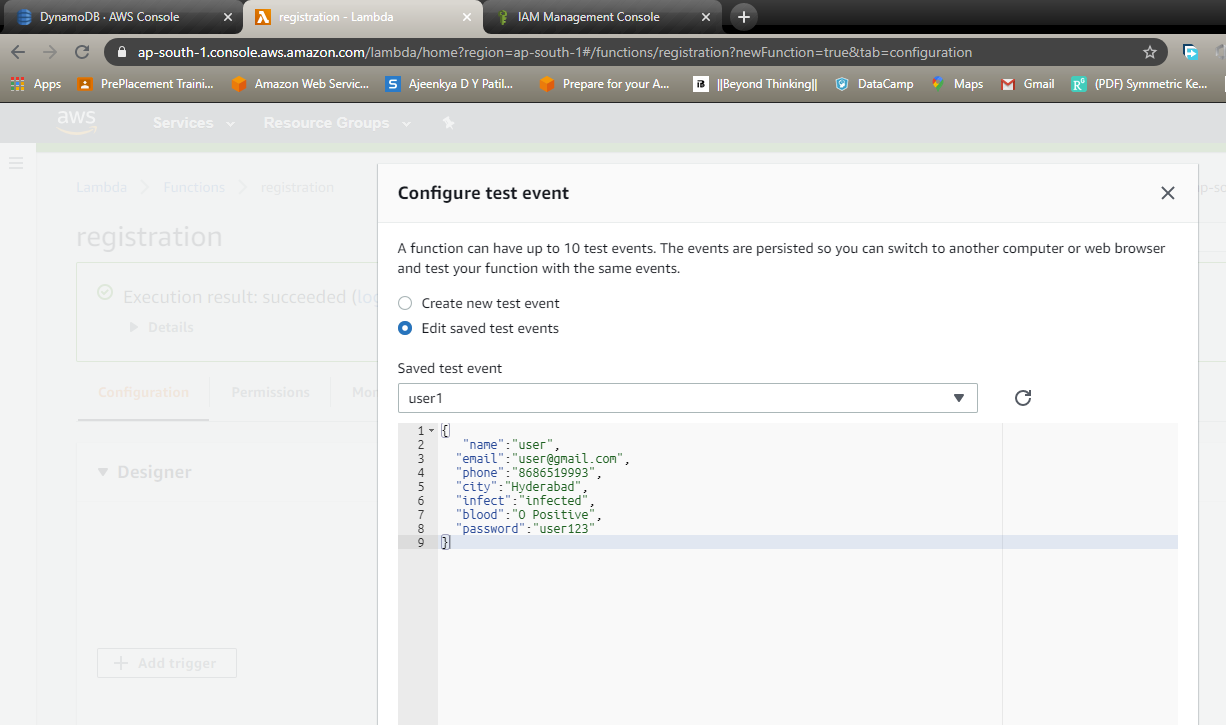 DynamoDB · AWS Console
registration - Lambda
IAM Management Console
ap-south-1.console.aws.amazon.com/lambda/home?region=ap-south-1#/functions/registration?newFunction=true&tab=configuration
Apps
PrePlacement Traini...
Amazon Web Servic...
S
Ajeenkya D Y Patil...
Prepare for your A...
||Beyond Thinking||
DataCamp
Maps
Gmail
(PDF) Symmetric Ke...
aws
Services
Resource Groups
Lambda
Functions
registration
registration
Execution result: succeeded (log
Details
Configuration
Permissions
Mon
Designer
Add trigger
Configure test event
A function can have up to 10 test events. The events are persisted so you can switch to another computer or web browser
and test your function with the same events.
Create new test event
Edit saved test events
Saved test event
user1
1 {
2 "name":"user",
3 "email":"user@gmail.com",
4 "phone":"8686519993",
5 "city":"Hyderabad",
6 "infect":"infected",
7 "blood":"O Positive",
8 "password":"user123"
9 }